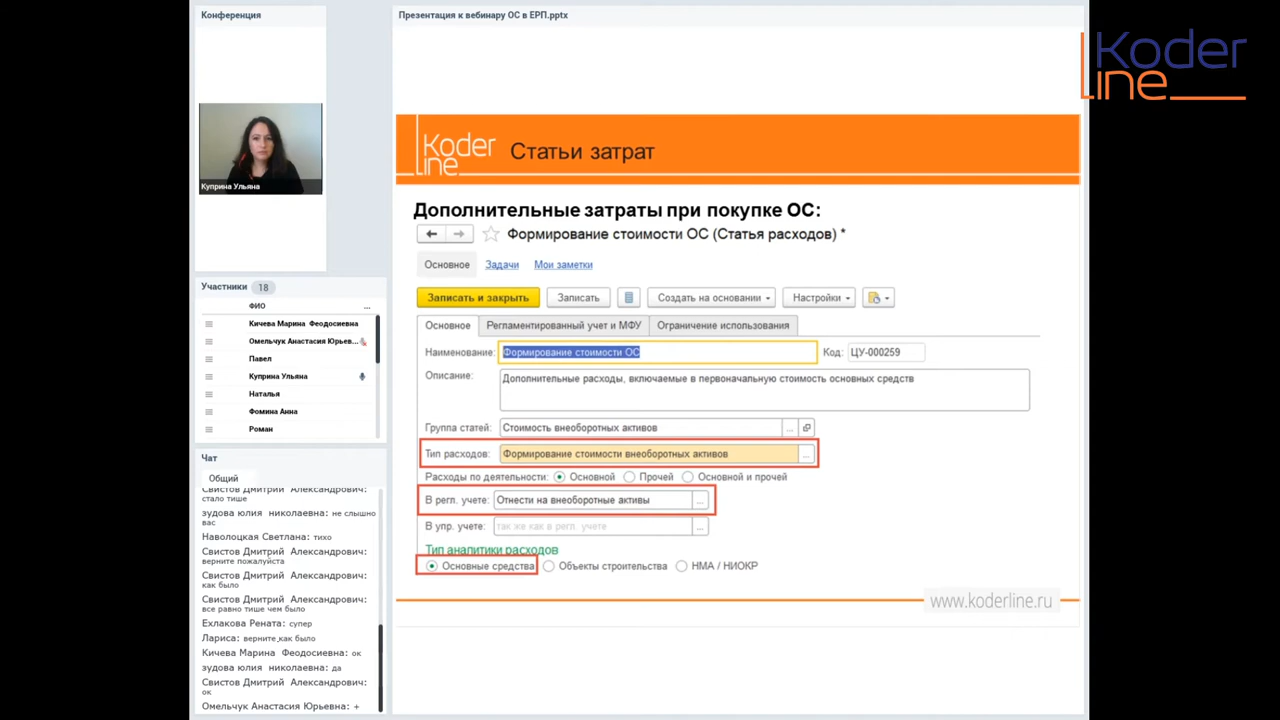 Конференция
Куприна Ульяна
Участники 18
ФИО ...
Кичева Марина Феодосиевна
Омельчук Анастасия Юрьев...
Павел
Куприна Ульяна
Наталья
Фомина Анна
Роман
Чат
Общий
Свистов Дмитрий Александрович:
стало тише
зудова юлия николаевна: не слышно
вас
Наволоцкая Светлана: тихо
Свистов Дмитрий Александрович:
верните пожалуйста
Свистов Дмитрий Александрович:
как было
Свистов Дмитрий Александрович:
все равно тише чем было
Ехлакова Рената: супер
Лариса: верните,как было
Кичева Марина Феодосиевна: ок
зудова юлия николаевна: да
Свистов Дмитрий Александрович:
ок
Омельчук Анастасия Юрьевна: +
Презентация к вебинару ОС в ЕРП.pptx
Koder
line
Koder
line
Статьи затрат
Дополнительные затраты при покупке ОС:
Формирование стоимости ОС (Статья расходов) *
Основное Задачи Мои заметки
Записать и закрыть Записать Создать на основании Настройки
Основное Регламентированный учет и МФУ Ограничение использования
Наименование: Формирование стоимости ОС Код: ЦУ-000259
Описание: Дополнительные расходы, включаемые в первоначальную стоимость основных средств
Группа статей: Стоимость внеоборотных активов ...
Тип расходов: Формирование стоимости внеоборотных активов ...
Расходы по деятельности: Основной Прочей Основной и прочей
В регл. учете: Отнести на внеоборотные активы ...
В упр. учете: так же как в регл. учете ...
Тип аналитики расходов
Основные средства Объекты строительства НМА / НИОКР
www.koderline.ru